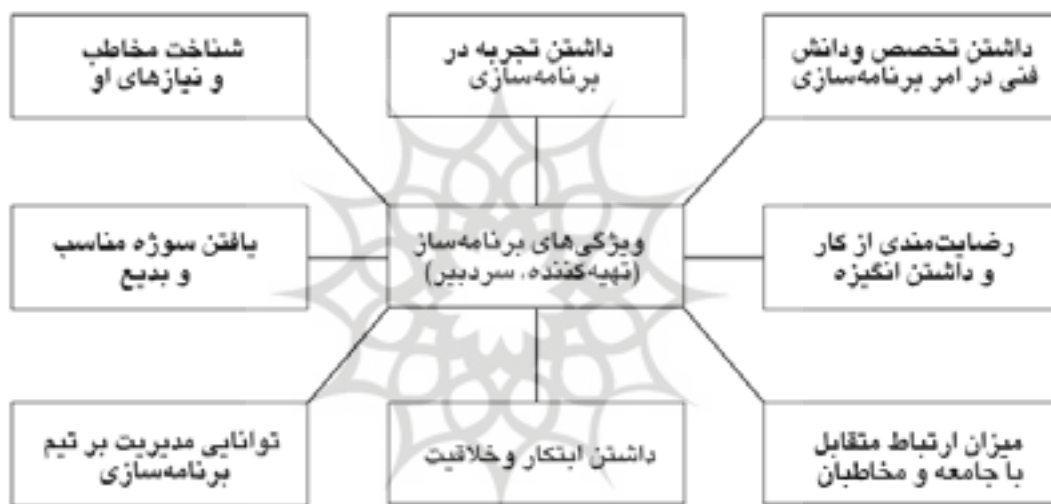 داشتن تخصص و دانش
فنی در امر برنامه‌سازی
داشتن تجربه در
برنامه‌سازی
شناخت مخاطب
و نیازهای او
رضایت‌مندی از کار
و داشتن انگیزه
ویژگی‌های برنامه‌ساز
(تهیه‌کننده، سردبیر)
یافتن سوژه مناسب
و بدیع
میزان ارتباط متقابل
با جامعه و مخاطبان
داشتن ابتکار و خلاقیت
توانایی مدیریت بر تیم
برنامه‌سازی